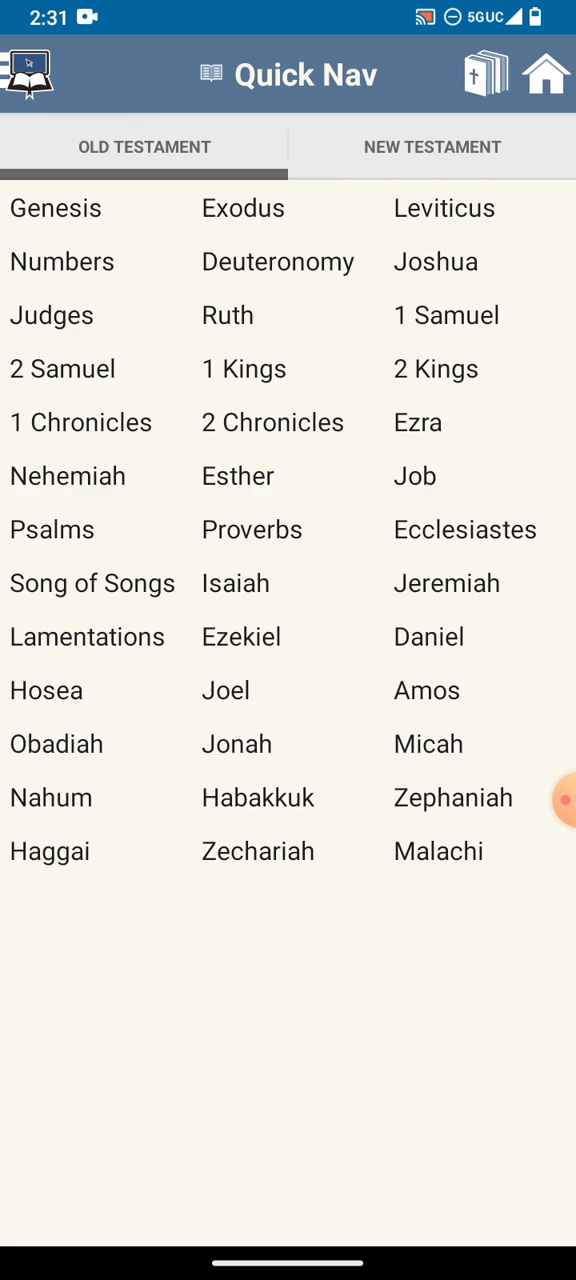 2:31 5GUC
Quick Nav
OLD TESTAMENT NEW TESTAMENT
Genesis Exodus Leviticus
Numbers Deuteronomy Joshua
Judges Ruth 1 Samuel
2 Samuel 1 Kings 2 Kings
1 Chronicles 2 Chronicles Ezra
Nehemiah Esther Job
Psalms Proverbs Ecclesiastes
Song of Songs Isaiah Jeremiah
Lamentations Ezekiel Daniel
Hosea Joel Amos
Obadiah Jonah Micah
Nahum Habakkuk Zephaniah
Haggai Zechariah Malachi